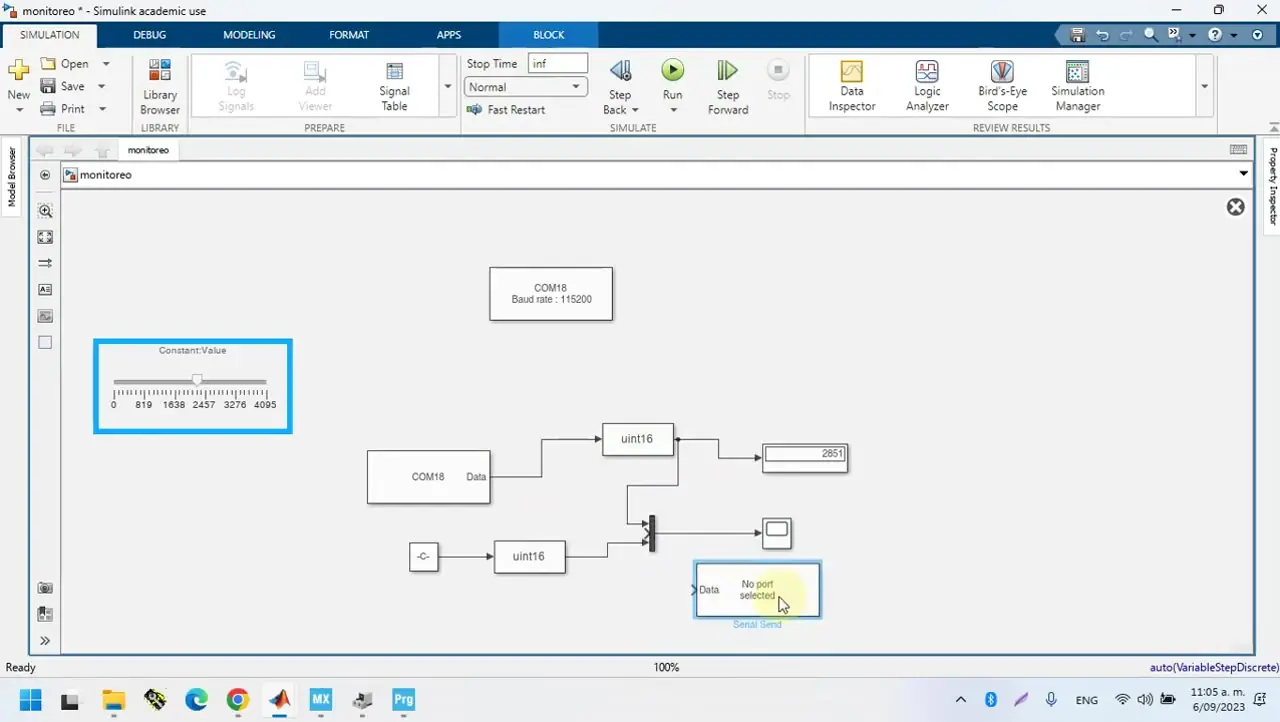 monitoreo * - Simulink academic use
SIMULATION
DEBUG
MODELING
FORMAT
APPS
BLOCK
New
Open
Save
Print
FILE
Library
Browser
LIBRARY
Log
Signals
Add
Viewer
Signal
Table
PREPARE
Stop Time
inf
Normal
Fast Restart
Step
Back
Run
Step
Forward
Stop
SIMULATE
Data
Inspector
Logic
Analyzer
Bird's-Eye
Scope
Simulation
Manager
REVIEW RESULTS
Model Browser
monitoreo
monitoreo
Property Inspector
COM18
Baud rate : 115200
Constant:Value
0 819 1638 2457 3276 4095
uint16
2851
COM18 Data
-C-
uint16
Data
No port
selected
Serial Send
Ready
100%
auto(VariableStepDiscrete)
MX
Prg
ENG
11:05 a. m.
6/09/2023